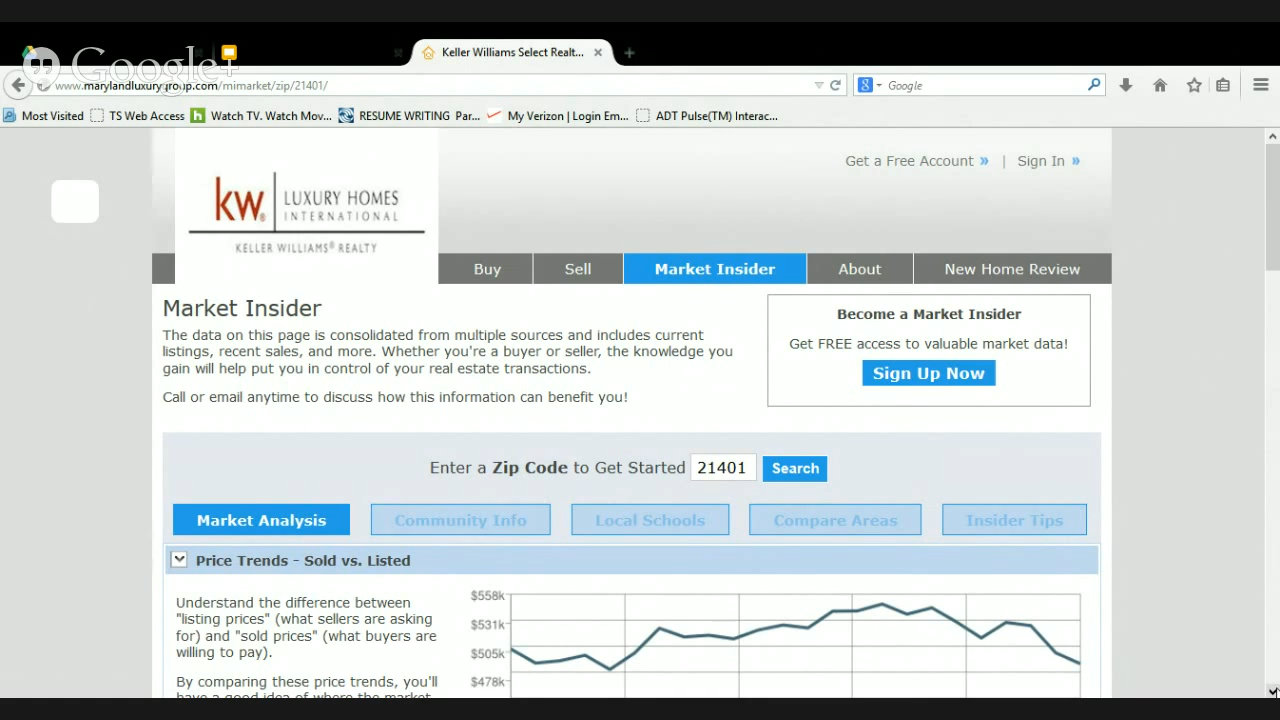 Google+
Keller Williams Select Realt...
www.marylandluxurygroup.com/mimarket/zip/21401/
Google
Most Visited
TS Web Access
Watch TV. Watch Mov...
RESUME WRITING Par...
My Verizon | Login Em...
ADT Pulse(TM) Interac...
Get a Free Account » | Sign In »
kw® LUXURY HOMES
INTERNATIONAL
KELLER WILLIAMS® REALTY
Buy
Sell
Market Insider
About
New Home Review
Market Insider
The data on this page is consolidated from multiple sources and includes current
listings, recent sales, and more. Whether you're a buyer or seller, the knowledge you
gain will help put you in control of your real estate transactions.
Call or email anytime to discuss how this information can benefit you!
Become a Market Insider
Get FREE access to valuable market data!
Sign Up Now
Enter a Zip Code to Get Started 21401 Search
Market Analysis
Community Info
Local Schools
Compare Areas
Insider Tips
Price Trends - Sold vs. Listed
Understand the difference between
"listing prices" (what sellers are asking
for) and "sold prices" (what buyers are
willing to pay).
By comparing these price trends, you'll
have a good idea of where the market
$558k
$531k
$505k
$478k